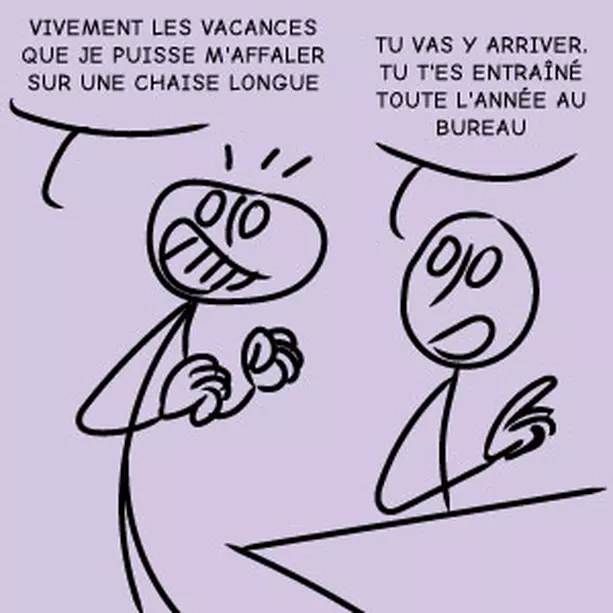 VIVEMENT LES VACANCES
QUE JE PUISSE M'AFFALER
SUR UNE CHAISE LONGUE
TU VAS Y ARRIVER.
TU T'ES ENTRAÎNÉ
TOUTE L'ANNÉE AU
BUREAU